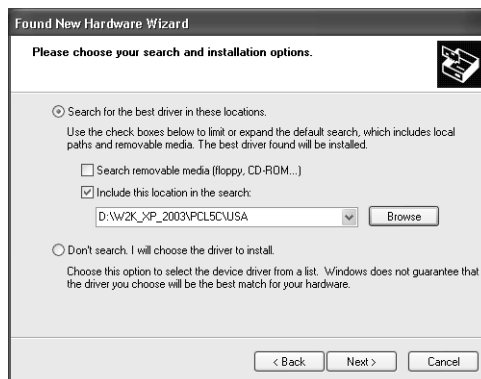 Found New Hardware Wizard
Please choose your search and installation options.
Search for the best driver in these locations.
Use the check boxes below to limit or expand the default search, which includes local
paths and removable media. The best driver found will be installed.
Search removable media (floppy, CD-ROM...)
Include this location in the search:
D:\W2K_XP_2003\PCL5C\USA
Browse
Don't search. I will choose the driver to install.
Choose this option to select the device driver from a list. Windows does not guarantee that
the driver you choose will be the best match for your hardware.
< Back Next > Cancel